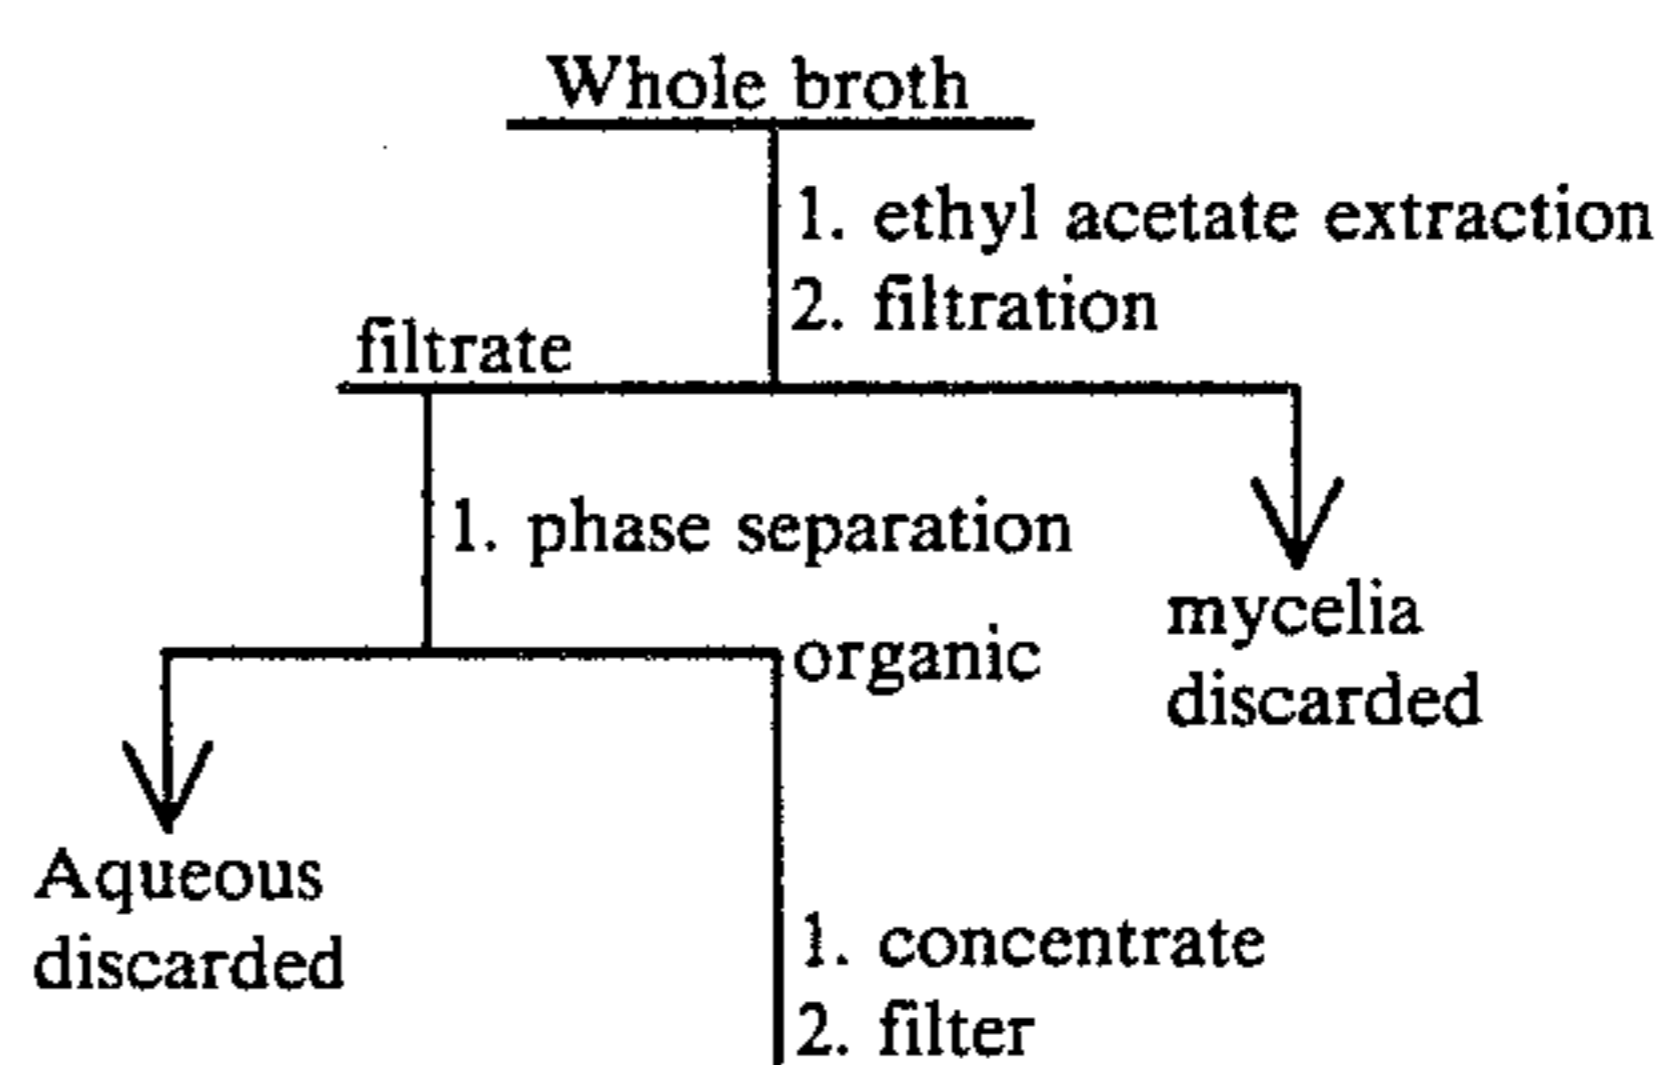 Whole broth
1. ethyl acetate extraction
2. filtration
filtrate
1. phase separation
mycelia
discarded
organic
Aqueous
discarded
1. concentrate
2. filter